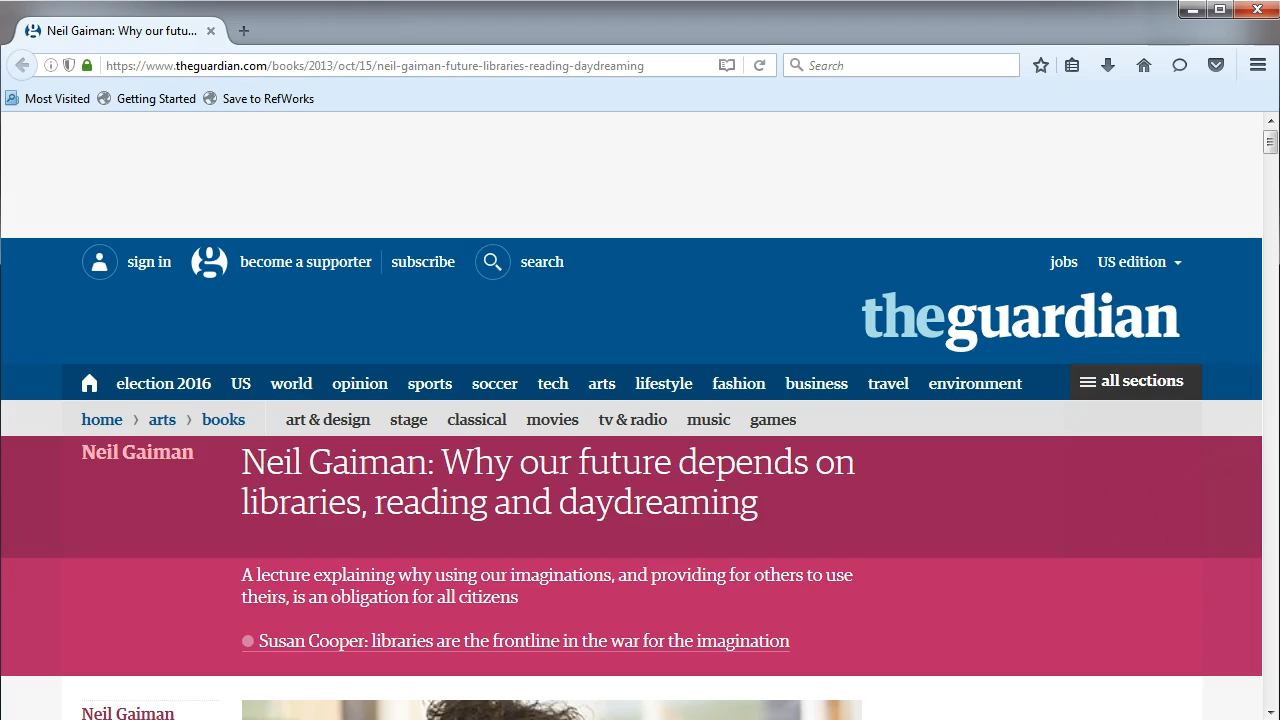 Neil Gaiman: Why our futu...
https://www.theguardian.com/books/2013/oct/15/neil-gaiman-future-libraries-reading-daydreaming
Search
Most Visited Getting Started Save to RefWorks
sign in become a supporter subscribe search jobs US edition
theguardian
election 2016 US world opinion sports soccer tech arts lifestyle fashion business travel environment all sections
home › arts › books art & design stage classical movies tv & radio music games
Neil Gaiman
Neil Gaiman: Why our future depends on
libraries, reading and daydreaming
A lecture explaining why using our imaginations, and providing for others to use
theirs, is an obligation for all citizens
Susan Cooper: libraries are the frontline in the war for the imagination
Neil Gaiman